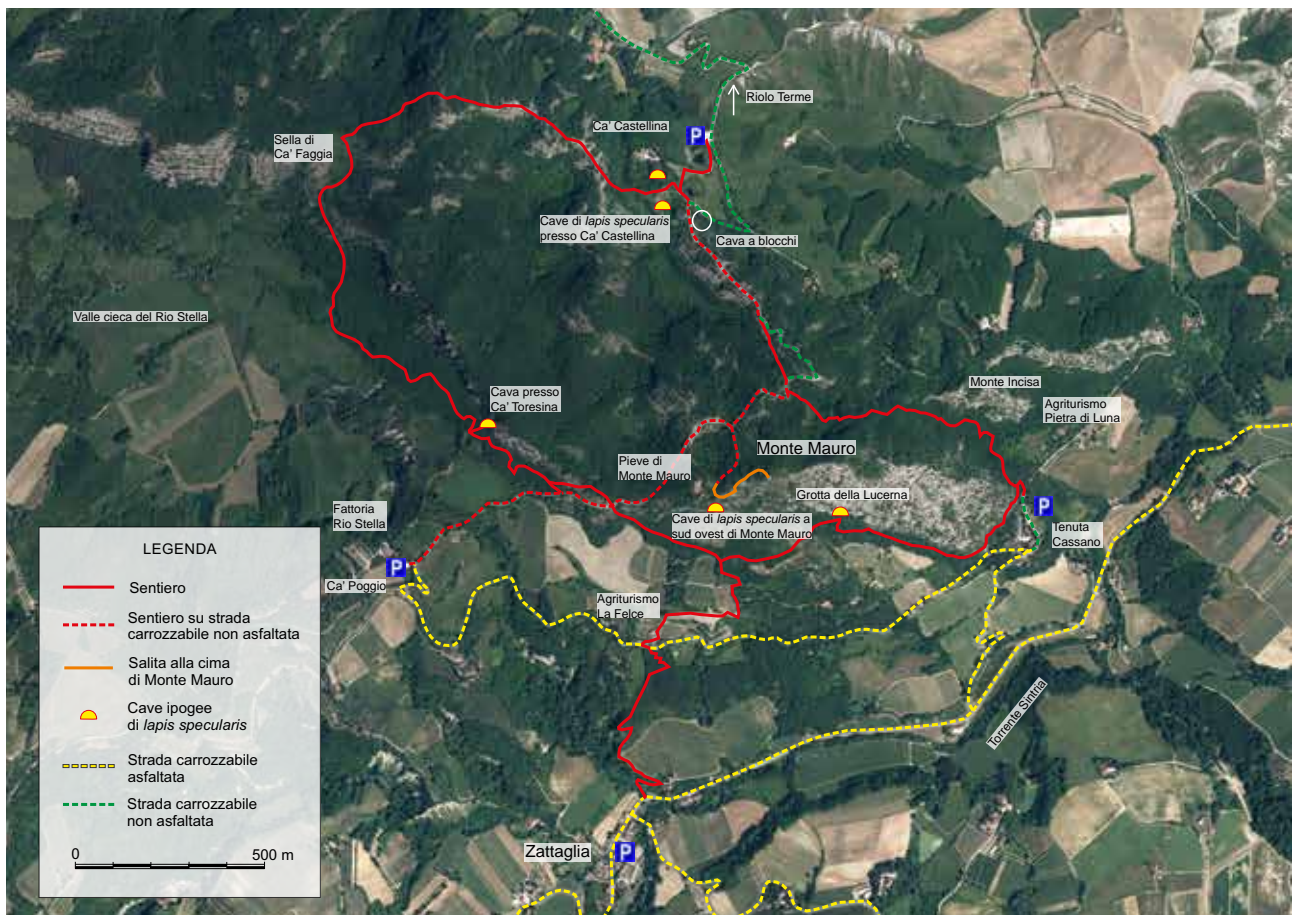 Riolo Terme
Ca' Castellina
P
Sella di
Ca' Faggia
Cave di lapis specularis
presso Ca' Castellina
Cava a blocchi
Valle cieca del Rio Stella
Monte Incisa
Cava presso
Ca' Toresina
Agriturismo
Pietra di Luna
Monte Mauro
Pieve di
Monte Mauro
Grotta della Lucerna
P
Fattoria
Rio Stella
Cave di lapis specularis a
sud ovest di Monte Mauro
Tenuta
Cassano
P
Ca' Poggio
Agriturismo
La Felce
Torrente Sintria
Zattaglia
P
LEGENDA
Sentiero
Sentiero su strada
carrozzabile non asfaltata
Salita alla cima
di Monte Mauro
Cave ipogee
di lapis specularis
Strada carrozzabile
asfaltata
Strada carrozzabile
non asfaltata
0
500 m